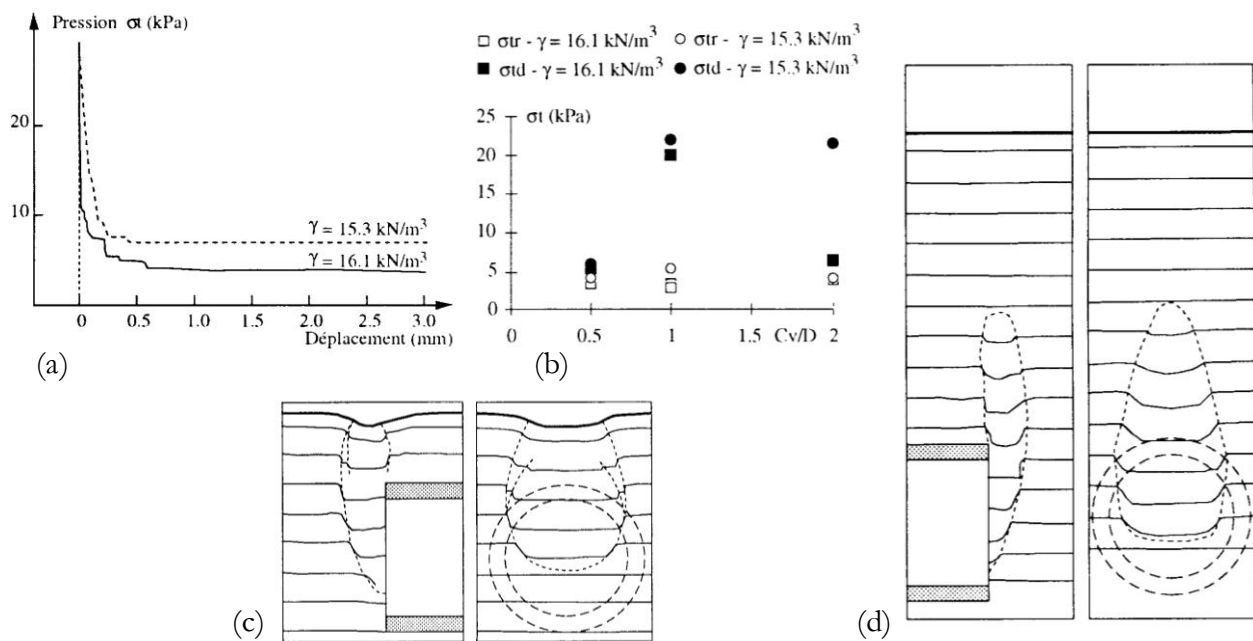 Pression σt (kPa)
20
10
γ = 15.3 kN/m³
γ = 16.1 kN/m³
0 0.5 1.0 1.5 2.0 2.5 3.0
Déplacement (mm)
(a)
σtr - γ = 16.1 kN/m³ σtr - γ = 15.3 kN/m³
σtd - γ = 16.1 kN/m³ σtd - γ = 15.3 kN/m³
σt (kPa)
25
20
15
10
5
0
0 0.5 1 1.5 Cv/D 2
(b)
(c)
(d)